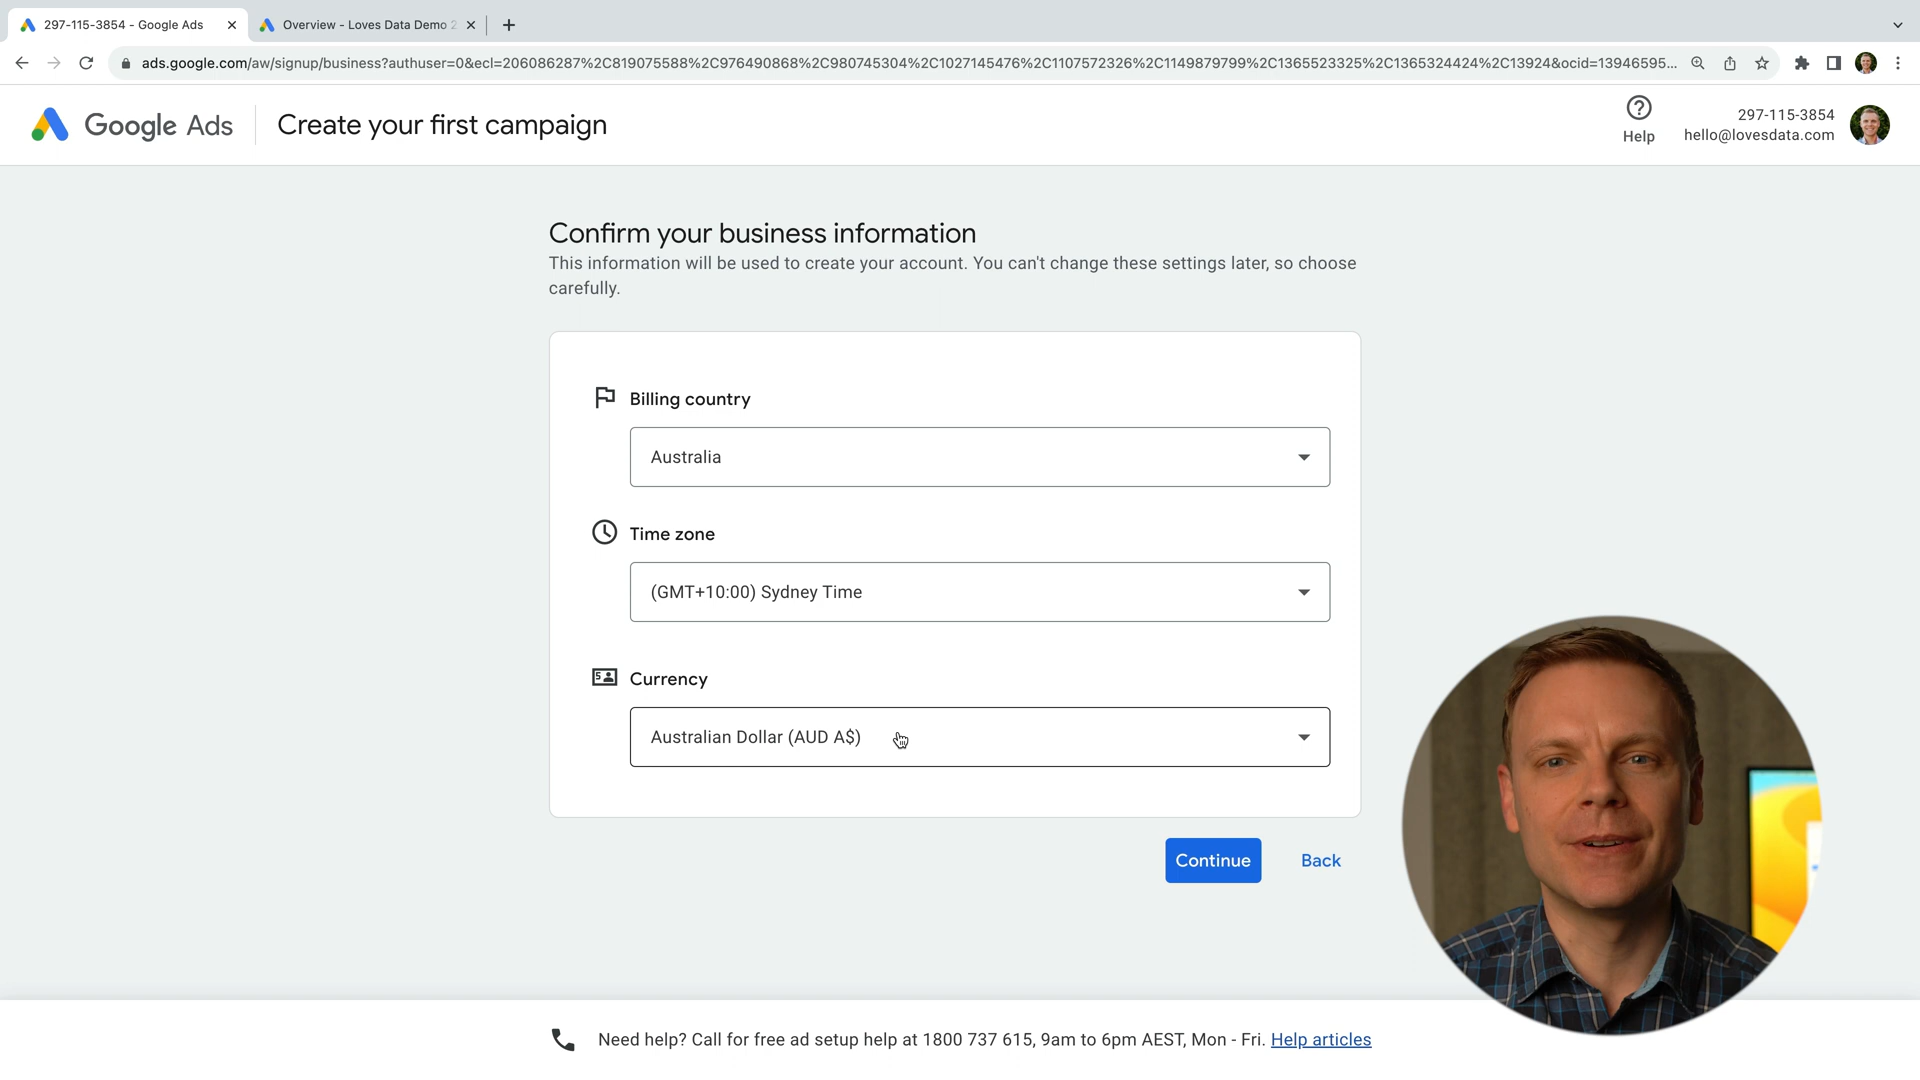 297-115-3854 - Google Ads
Overview - Loves Data Demo 2
ads.google.com/aw/signup/business?authuser=0&ecl=206086287%2C819075588%2C976490868%2C980745304%2C1027145476%2C1107572326%2C1149879799%2C1365523325%2C1365324424%2C13924&ocid=13946595...
Google Ads
Create your first campaign
Help
297-115-3854
hello@lovesdata.com
Confirm your business information
This information will be used to create your account. You can't change these settings later, so choose
carefully.
Billing country
Australia
Time zone
(GMT+10:00) Sydney Time
Currency
Australian Dollar (AUD A$)
Continue
Back
Need help? Call for free ad setup help at 1800 737 615, 9am to 6pm AEST, Mon - Fri. Help articles